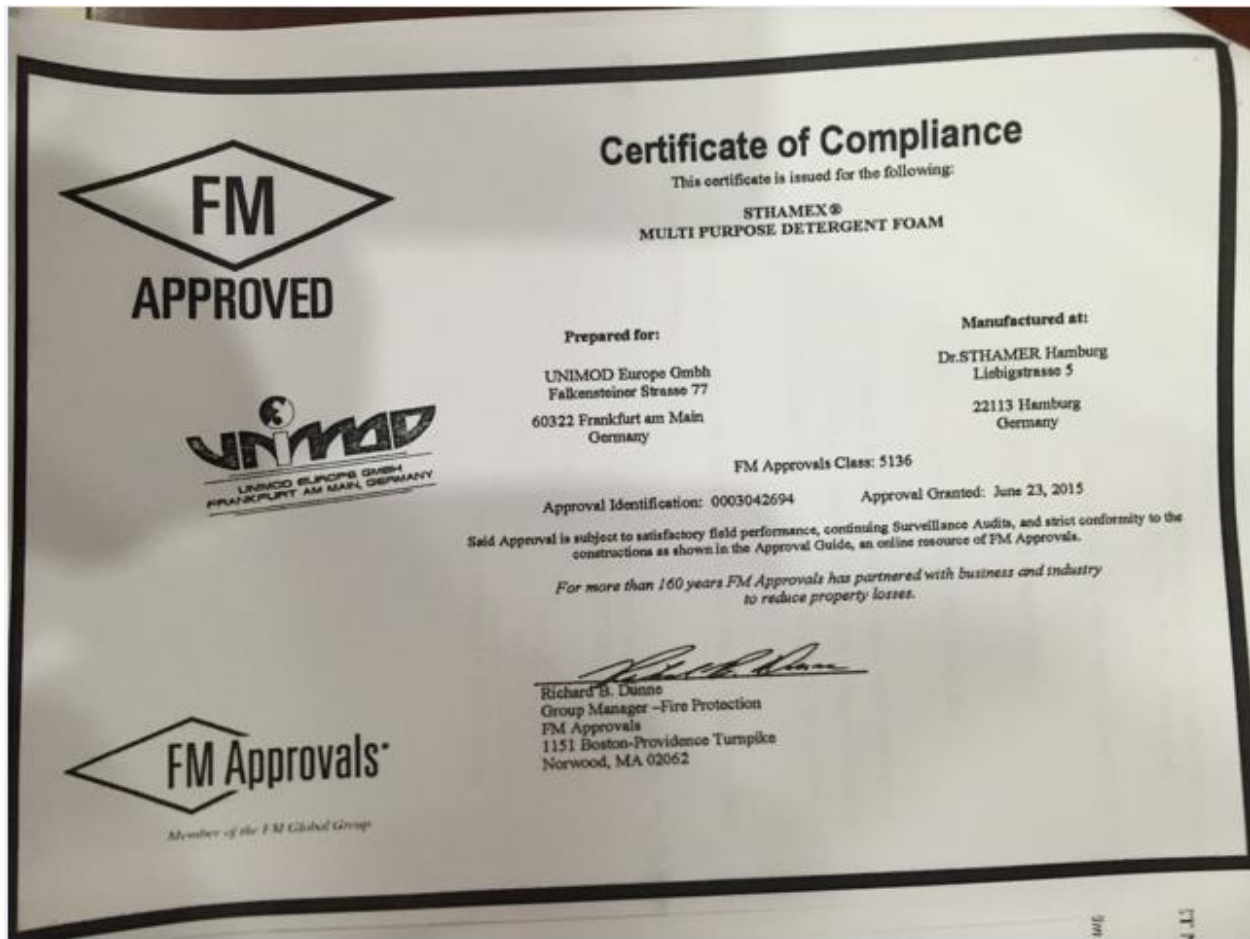 FM
APPROVED
UNIMOD
UNIMOD EUROPE GMBH
FRANKFURT AM MAIN, GERMANY
FM Approvals
Member of the FM Global Group
Certificate of Compliance
This certificate is issued for the following:
STHAMEX®
MULTI PURPOSE DETERGENT FOAM
Prepared for:
UNIMOD Europe Gmbh
Falkensteiner Strasse 77
60322 Frankfurt am Main
Germany
Manufactured at:
Dr.STHAMER Hamburg
Liebigstrasse 5
22113 Hamburg
Germany
FM Approvals Class: 5136
Approval Identification: 0003042694 Approval Granted: June 23, 2015
Said Approval is subject to satisfactory field performance, continuing Surveillance Audits, and strict conformity to the
constructions as shown in the Approval Guide, an online resource of FM Approvals.
For more than 160 years FM Approvals has partnered with business and industry
to reduce property losses.
Richard B. Dunne
Richard B. Dunne
Group Manager –Fire Protection
FM Approvals
1151 Boston-Providence Turnpike
Norwood, MA 02062